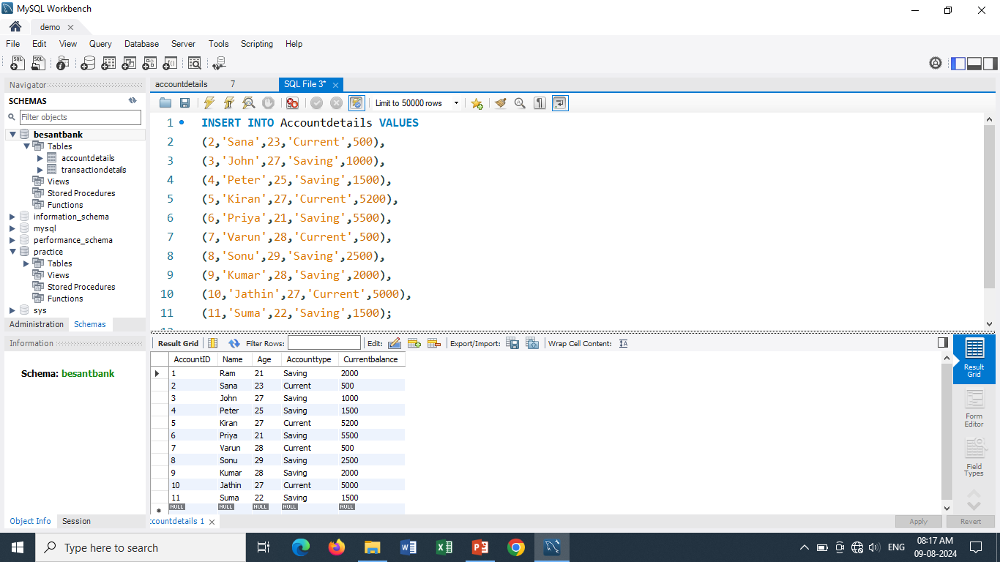 MySQL Workbench
demo
File Edit View Query Database Server Tools Scripting Help
Navigator
SCHEMAS
Filter objects
besantbank
Tables
accountdetails
transactiondetails
Views
Stored Procedures
Functions
information_schema
mysql
performance_schema
practice
Tables
Views
Stored Procedures
Functions
sys
Administration Schemas
Information
Schema: besantbank
Object Info Session
accountdetails 7 SQL File 3*
Limit to 50000 rows
1 INSERT INTO Accountdetails VALUES
2 (2,'Sana',23,'Current',500),
3 (3,'John',27,'Saving',1000),
4 (4,'Peter',25,'Saving',1500),
5 (5,'Kiran',27,'Current',5200),
6 (6,'Priya',21,'Saving',5500),
7 (7,'Varun',28,'Current',500),
8 (8,'Sonu',29,'Saving',2500),
9 (9,'Kumar',28,'Saving',2000),
10 (10,'Jathin',27,'Current',5000),
11 (11,'Suma',22,'Saving',1500);
Result Grid Filter Rows: Edit: Export/Import: Wrap Cell Content:
AccountID Name Age Accounttype Currentbalance
1 Ram 21 Saving 2000
2 Sana 23 Current 500
3 John 27 Saving 1000
4 Peter 25 Saving 1500
5 Kiran 27 Current 5200
6 Priya 21 Saving 5500
7 Varun 28 Current 500
8 Sonu 29 Saving 2500
9 Kumar 28 Saving 2000
10 Jathin 27 Current 5000
11 Suma 22 Saving 1500
NULL NULL NULL NULL NULL
Result
Grid
Form
Editor
Field
Types
countdetails 1
Apply Revert
Type here to search
ENG
08:17 AM
09-08-2024